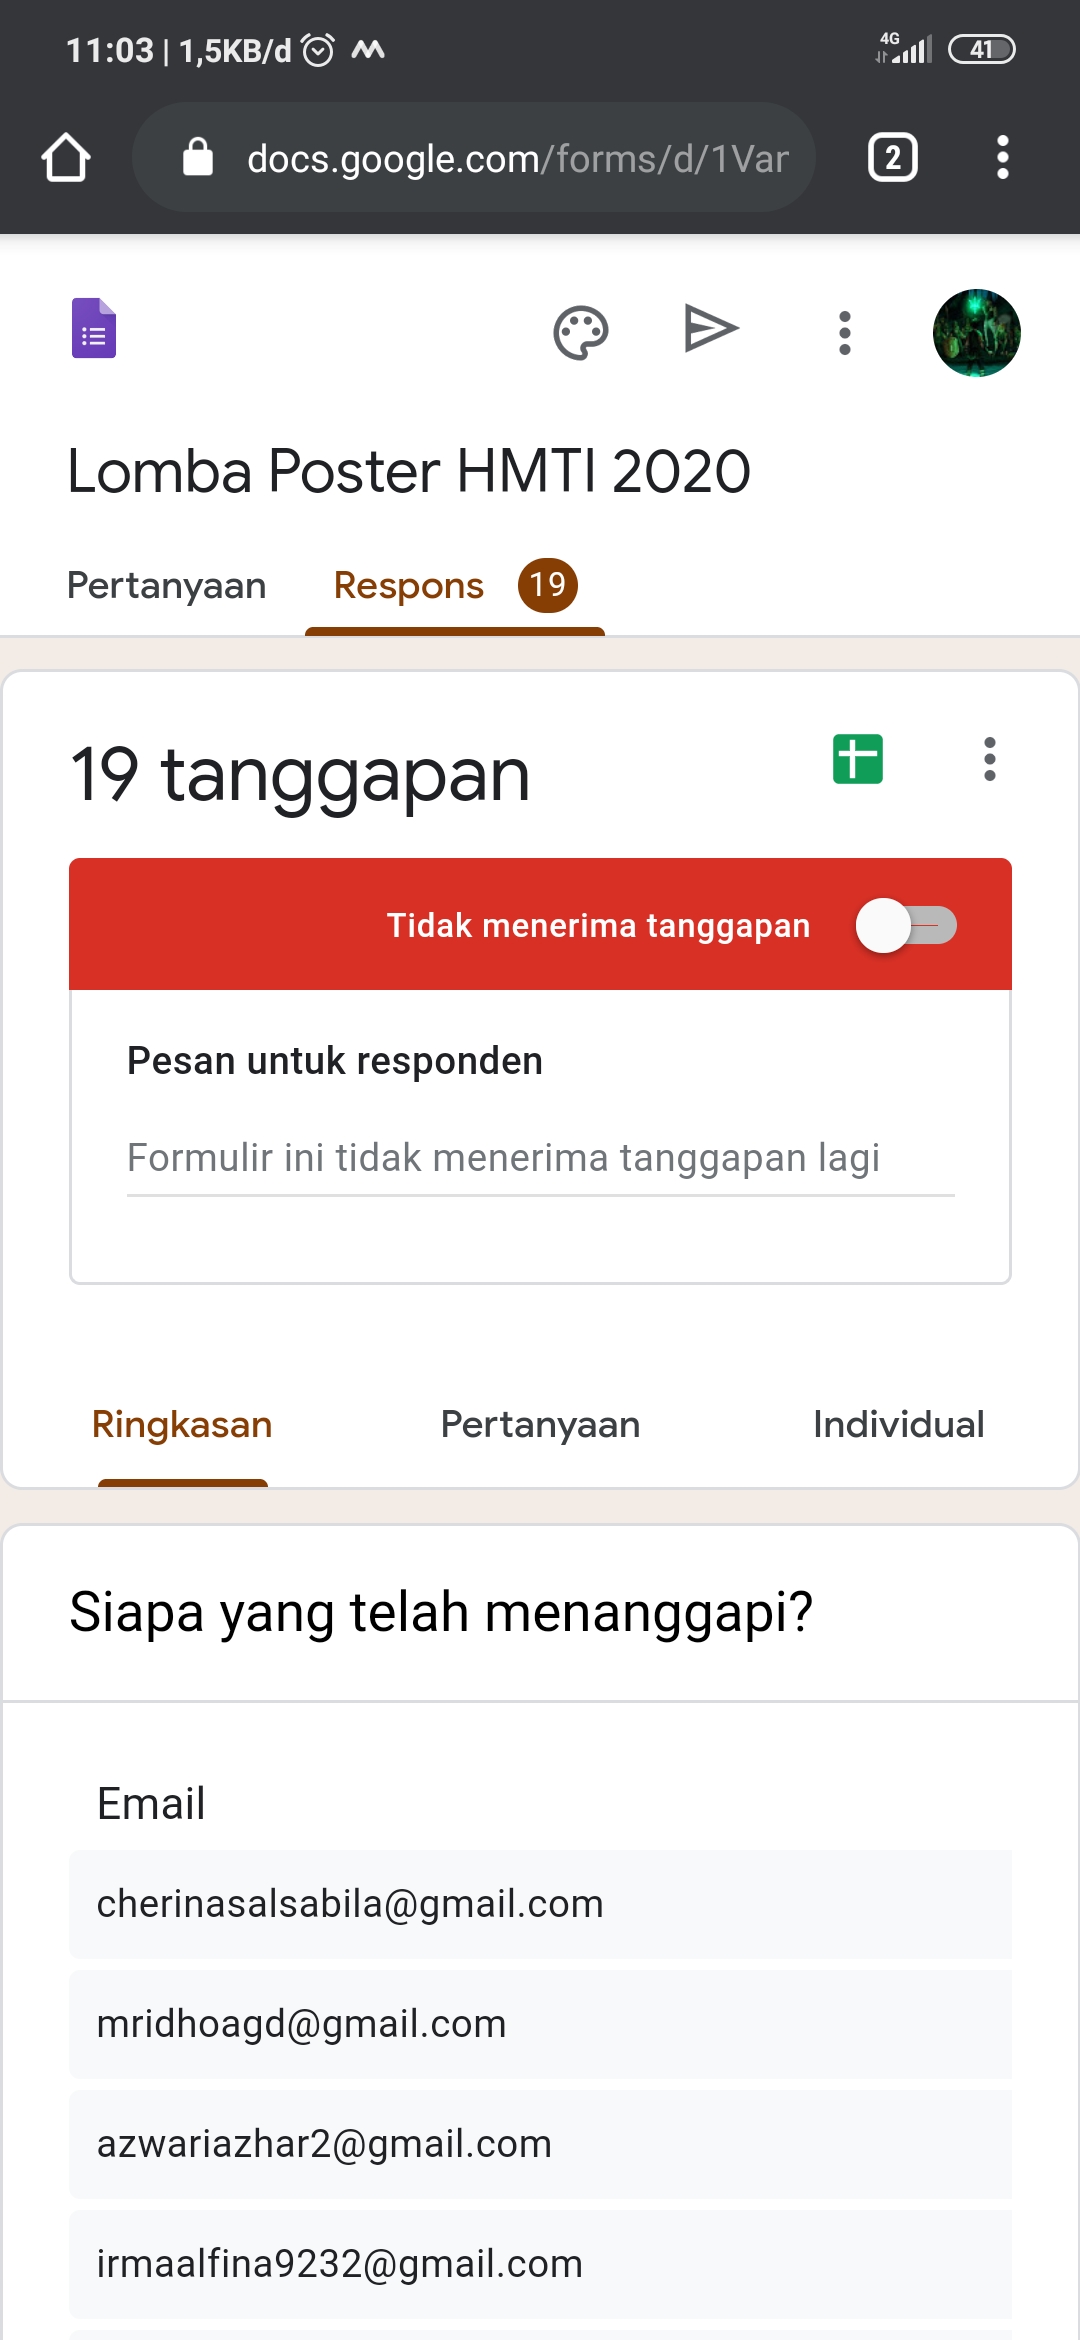 11:03 | 1,5KB/d
4G
41
docs.google.com/forms/d/1Var
2
Lomba Poster HMTI 2020
Pertanyaan
Respons
19
19 tanggapan
Tidak menerima tanggapan
Pesan untuk responden
Formulir ini tidak menerima tanggapan lagi
Ringkasan
Pertanyaan
Individual
Siapa yang telah menanggapi?
Email
cherinasalsabila@gmail.com
mridhoagd@gmail.com
azwariazhar2@gmail.com
irmaalfina9232@gmail.com